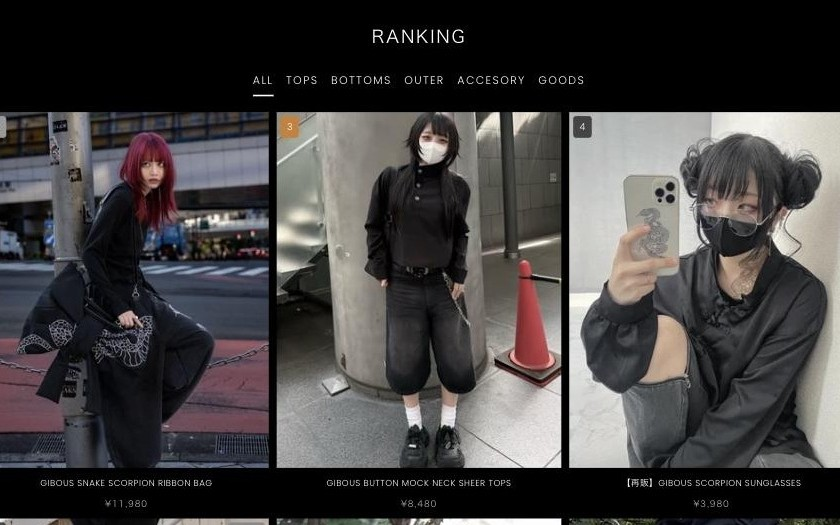 RANKING
ALL TOPS BOTTOMS OUTER ACCESORY GOODS
3
4
GIBOUS SNAKE SCORPION RIBBON BAG
¥11,980
GIBOUS BUTTON MOCK NECK SHEER TOPS
¥8,480
【再販】GIBOUS SCORPION SUNGLASSES
¥3,980